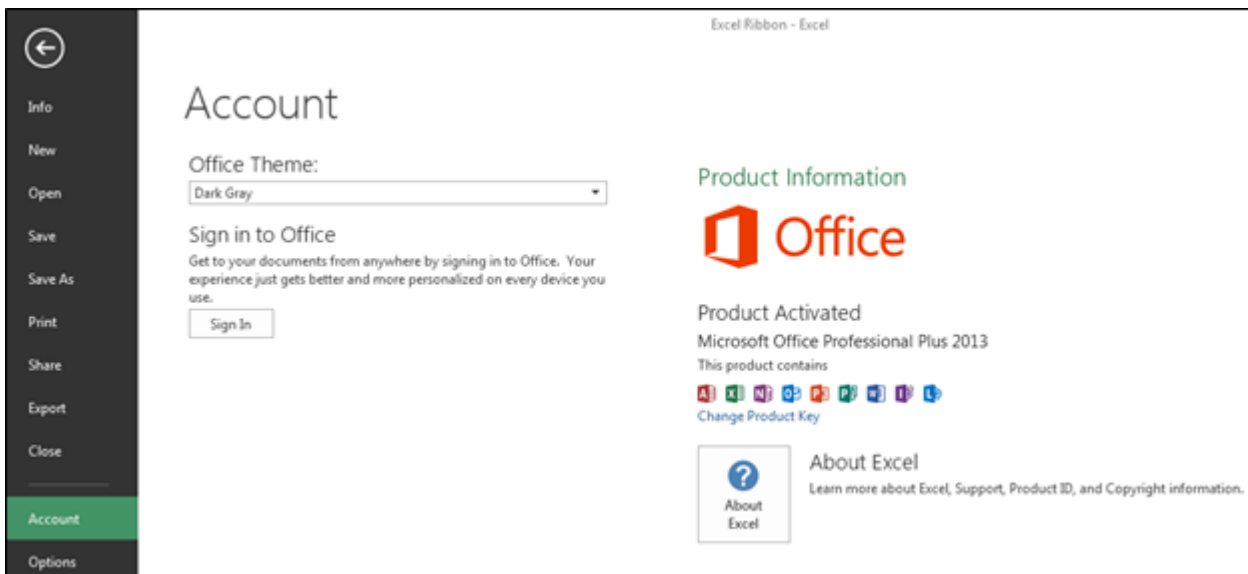 Excel Ribbon - Excel
Info
New
Open
Save
Save As
Print
Share
Export
Close
Account
Options
Account
Office Theme:
Dark Gray
Sign in to Office
Get to your documents from anywhere by signing in to Office. Your
experience just gets better and more personalized on every device you
use.
Sign In
Product Information
Office
Product Activated
Microsoft Office Professional Plus 2013
This product contains
A X N O P P W I L
Change Product Key
About
Excel
About Excel
Learn more about Excel, Support, Product ID, and Copyright information.